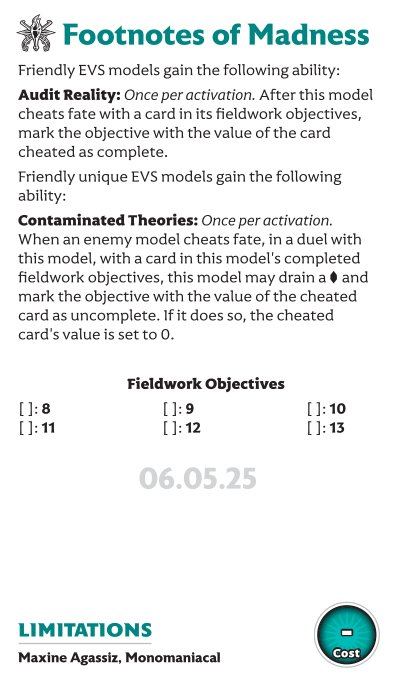 Footnotes of Madness
Friendly EVS models gain the following ability:
Audit Reality: Once per activation. After this model
cheats fate with a card in its fieldwork objectives,
mark the objective with the value of the card
cheated as complete.
Friendly unique EVS models gain the following
ability:
Contaminated Theories: Once per activation.
When an enemy model cheats fate, in a duel with
this model, with a card in this model's completed
fieldwork objectives, this model may drain a and
mark the objective with the value of the cheated
card as uncomplete. If it does so, the cheated
card's value is set to 0.
Fieldwork Objectives
[ ]: 8 [ ]: 9 [ ]: 10
[ ]: 11 [ ]: 12 [ ]: 13
06.05.25
LIMITATIONS
Maxine Agassiz, Monomaniacal
-
Cost